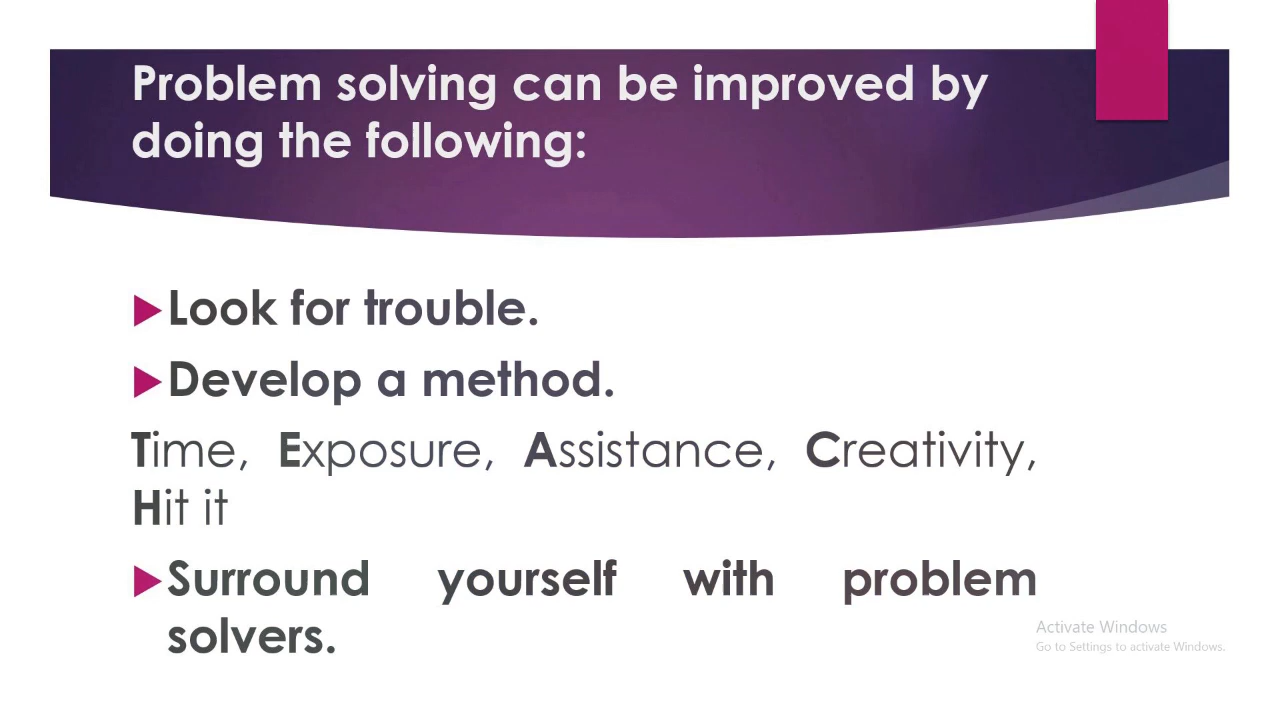 Problem solving can be improved by
doing the following:
Look for trouble.
Develop a method.
Time, Exposure, Assistance, Creativity,
Hit it
Surround yourself with problem
solvers.
Activate Windows
Go to Settings to activate Windows.